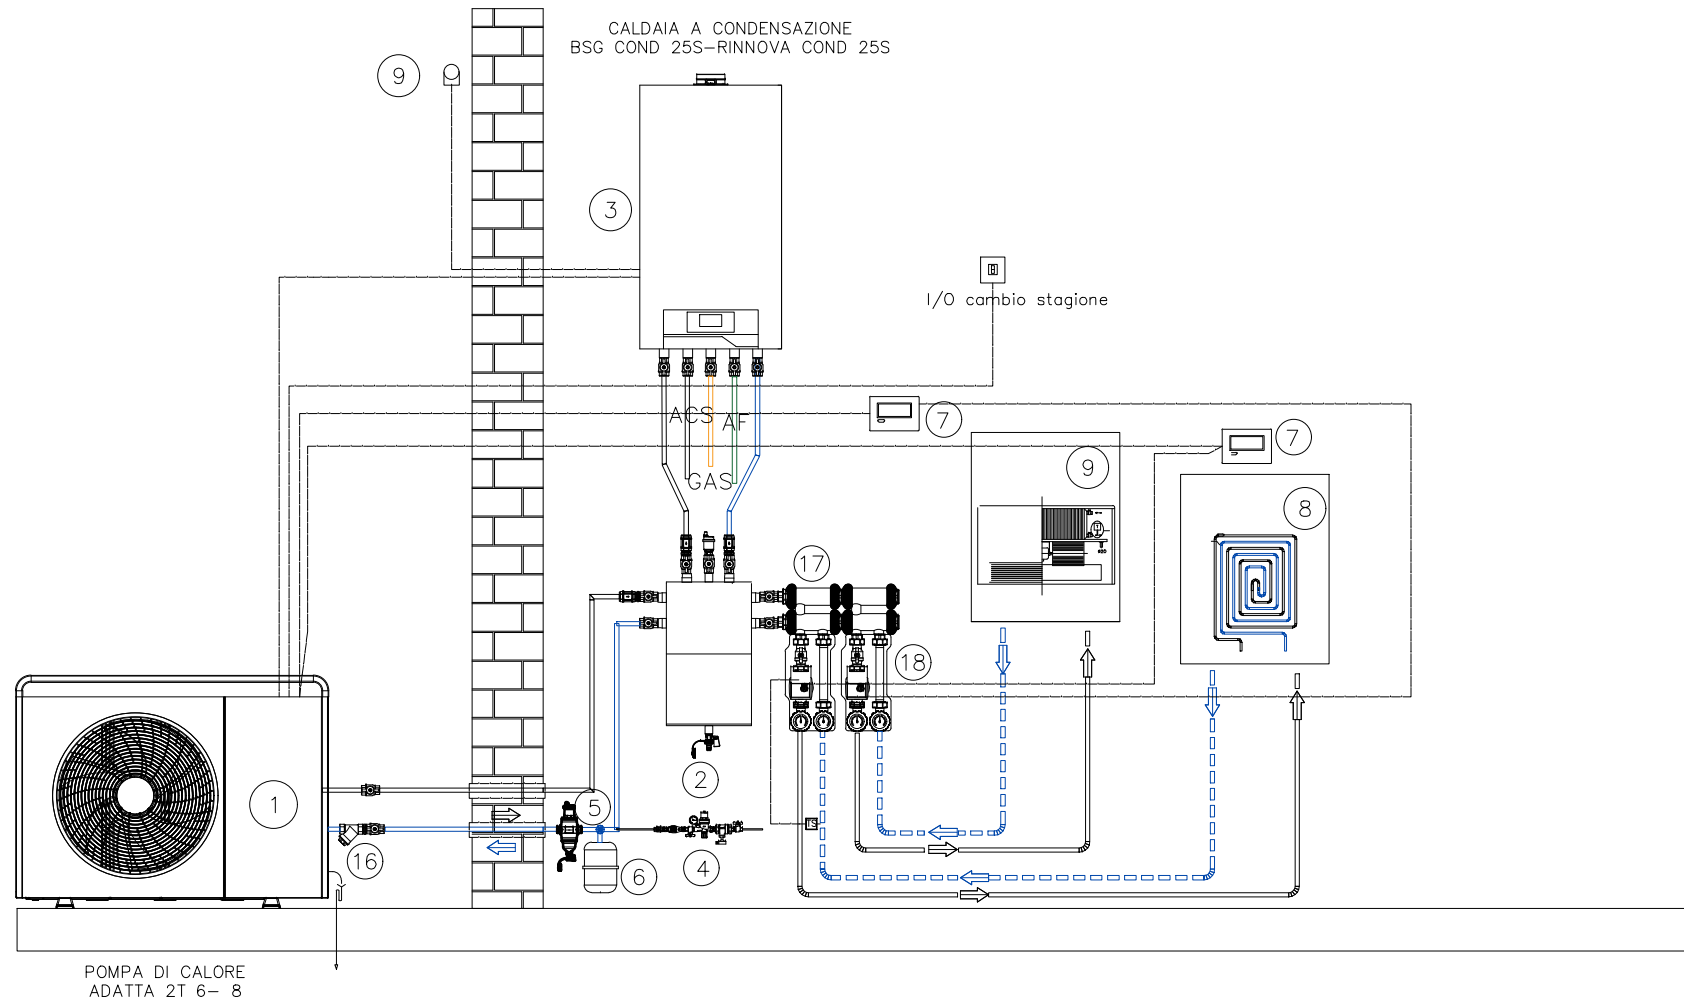 CALDAIA A CONDENSAZIONE
BSG COND 25S-RINNOVA COND 25S
9
3
I/O cambio stagione
ACS
AF
7
7
9
GAS
8
17
18
1
2
5
16
6
4
POMPA DI CALORE
ADATTA 2T 6- 8